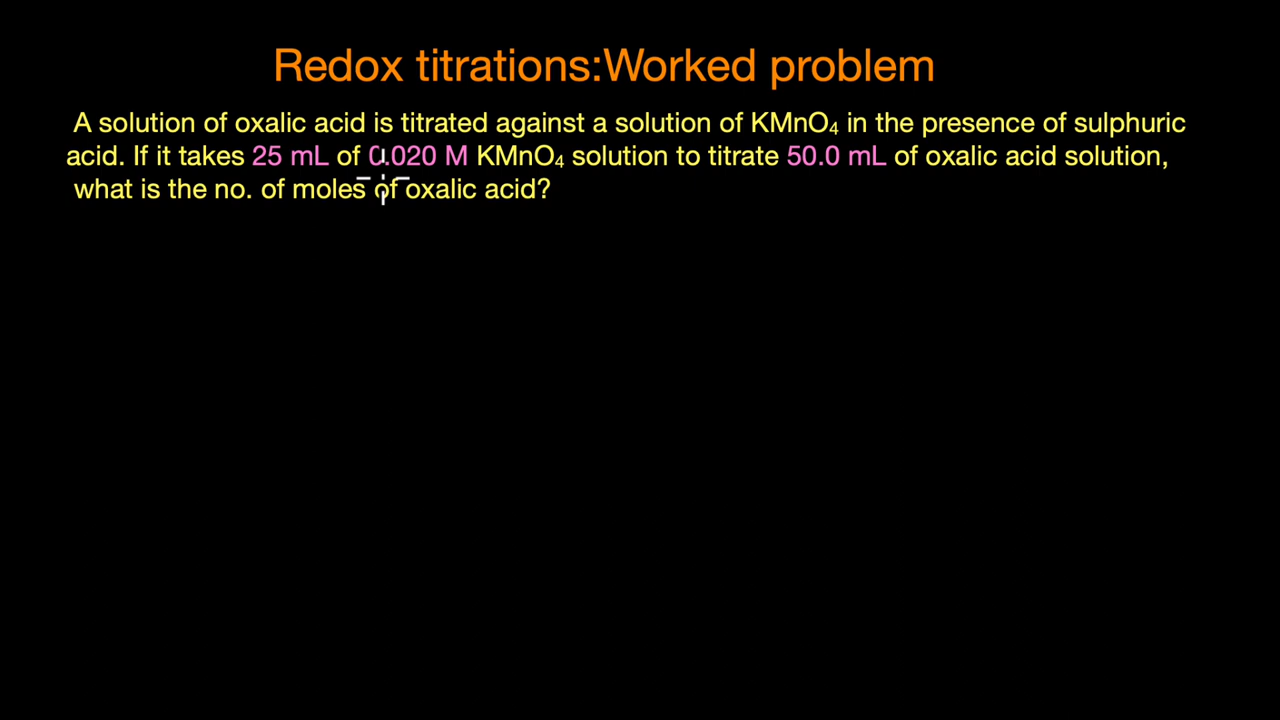 Redox titrations:Worked problem
A solution of oxalic acid is titrated against a solution of KMnO₄ in the presence of sulphuric
acid. If it takes 25 mL of 0.020 M KMnO₄ solution to titrate 50.0 mL of oxalic acid solution,
what is the no. of moles of oxalic acid?